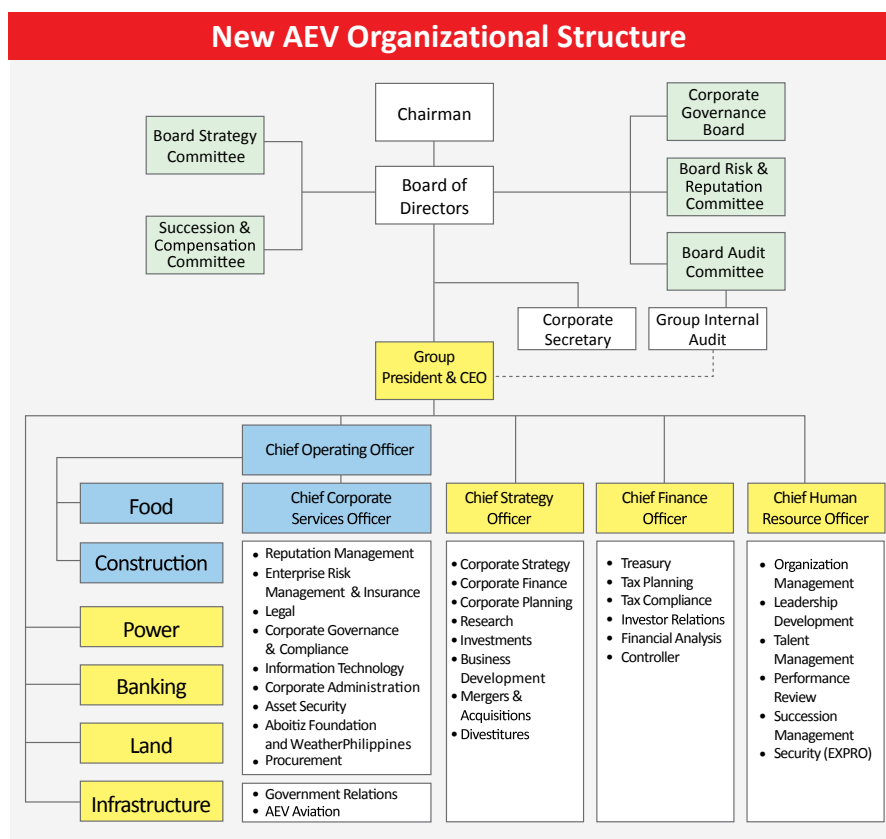 New AEV Organizational Structure
Chairman
Board Strategy
Committee
Corporate
Governance
Board
Board of
Directors
Board Risk &
Reputation
Committee
Succession &
Compensation
Committee
Board Audit
Committee
Corporate
Secretary
Group Internal
Audit
Group
President & CEO
Chief Operating Officer
Food
Construction
Power
Banking
Land
Infrastructure
Chief Corporate
Services Officer
• Reputation Management
• Enterprise Risk
Management & Insurance
• Legal
• Corporate Governance
& Compliance
• Information Technology
• Corporate Administration
• Asset Security
• Aboitiz Foundation
and WeatherPhilippines
• Procurement
• Government Relations
• AEV Aviation
Chief Strategy
Officer
• Corporate Strategy
• Corporate Finance
• Corporate Planning
• Research
• Investments
• Business
Development
• Mergers &
Acquisitions
• Divestitures
Chief Finance
Officer
• Treasury
• Tax Planning
• Tax Compliance
• Investor Relations
• Financial Analysis
• Controller
Chief Human
Resource Officer
• Organization
Management
• Leadership
Development
• Talent
Management
• Performance
Review
• Succession
Management
• Security (EXPRO)